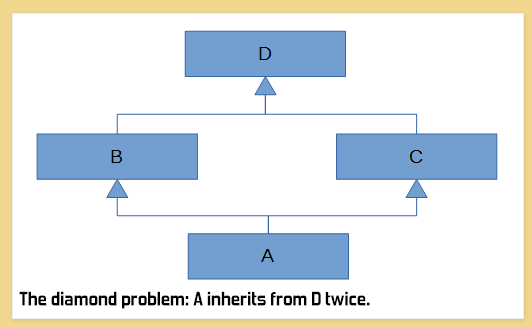 D
B C
A
The diamond problem: A inherits from D twice.